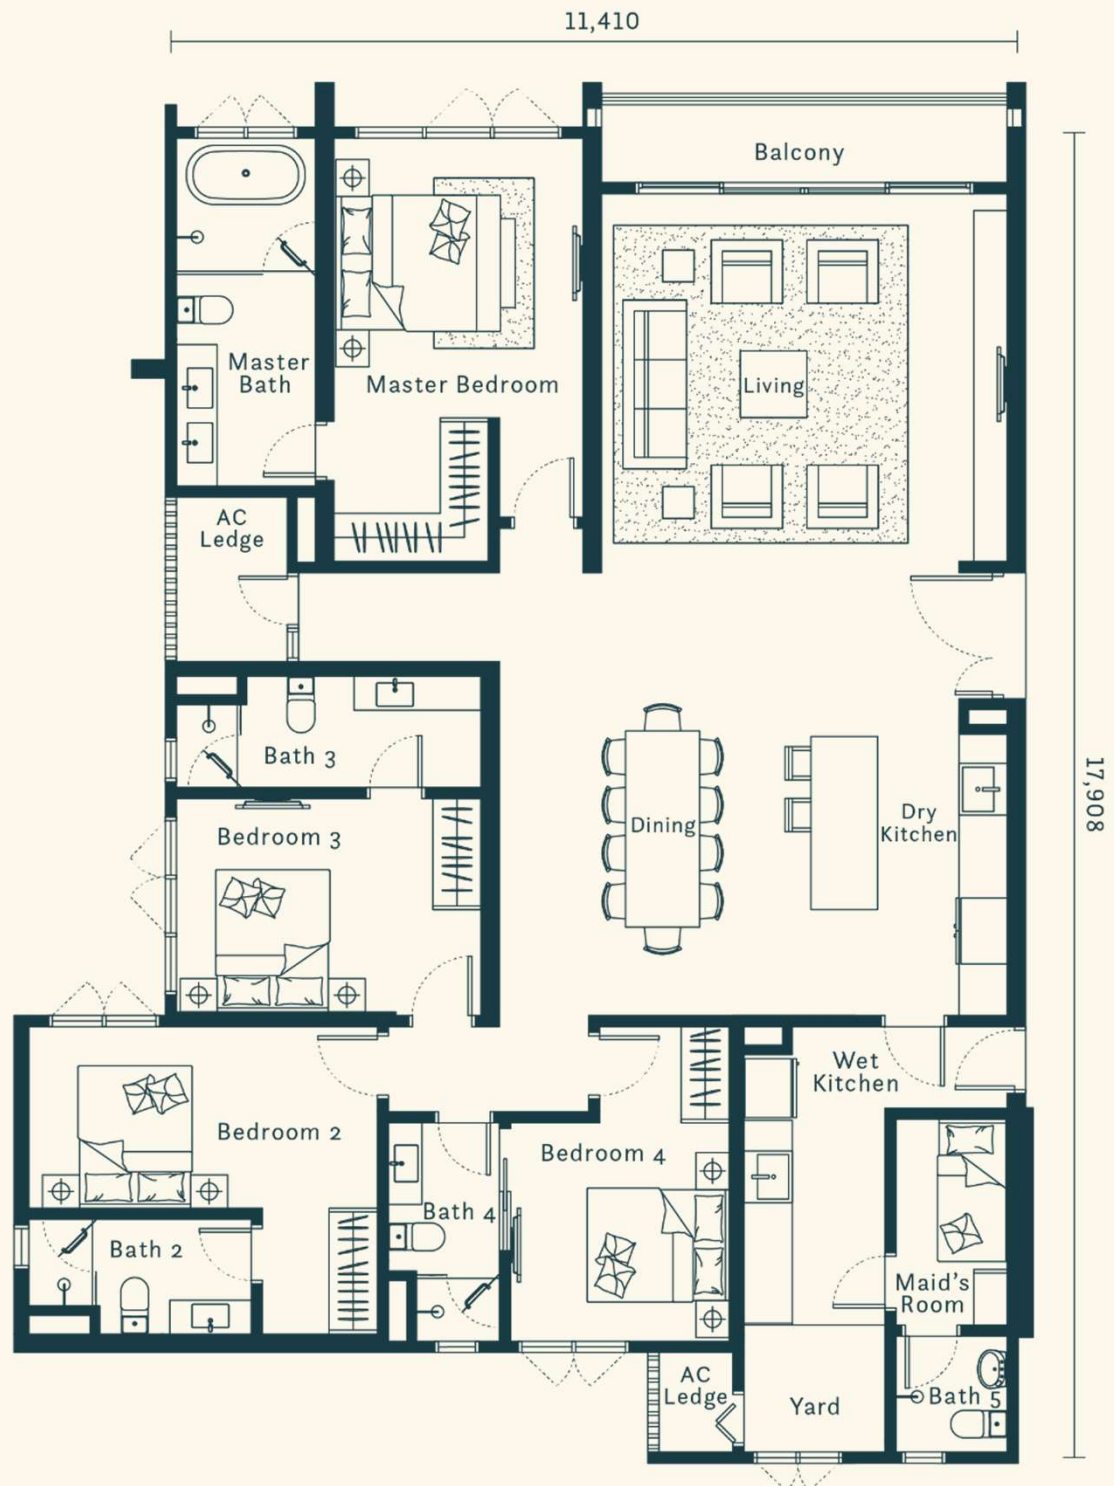 11,410
Balcony
Master
Bath
Master Bedroom
Living
AC
Ledge
Bath 3
Bedroom 3
Dining
Dry
Kitchen
17,908
Wet
Kitchen
Bedroom 2
Bedroom 4
Bath 4
Bath 2
Maid's
Room
AC
Ledge
Yard
Bath 5